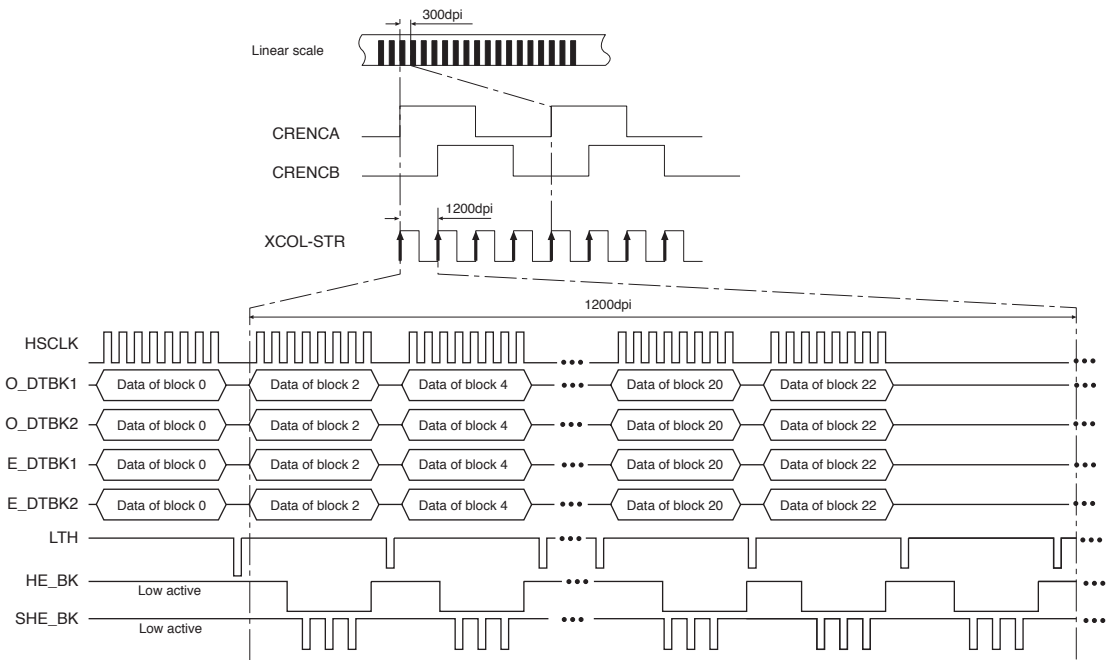 300dpi
Linear scale
CRENCA
CRENCB
1200dpi
XCOL-STR
1200dpi
HSCLK
O_DTBK1 Data of block 0 Data of block 2 Data of block 4 Data of block 20 Data of block 22
O_DTBK2 Data of block 0 Data of block 2 Data of block 4 Data of block 20 Data of block 22
E_DTBK1 Data of block 0 Data of block 2 Data of block 4 Data of block 20 Data of block 22
E_DTBK2 Data of block 0 Data of block 2 Data of block 4 Data of block 20 Data of block 22
LTH
HE_BK Low active
SHE_BK Low active